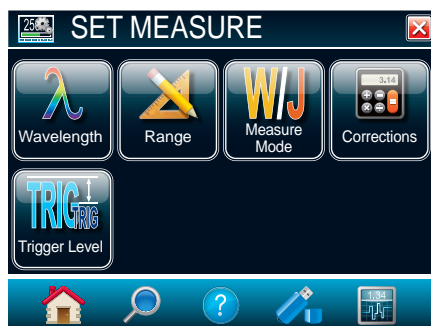 25
SET MEASURE
λ
W/J
3.14
Wavelength
Range
Measure
Mode
Corrections
TRIG
TRIG
Trigger Level
?
1.34